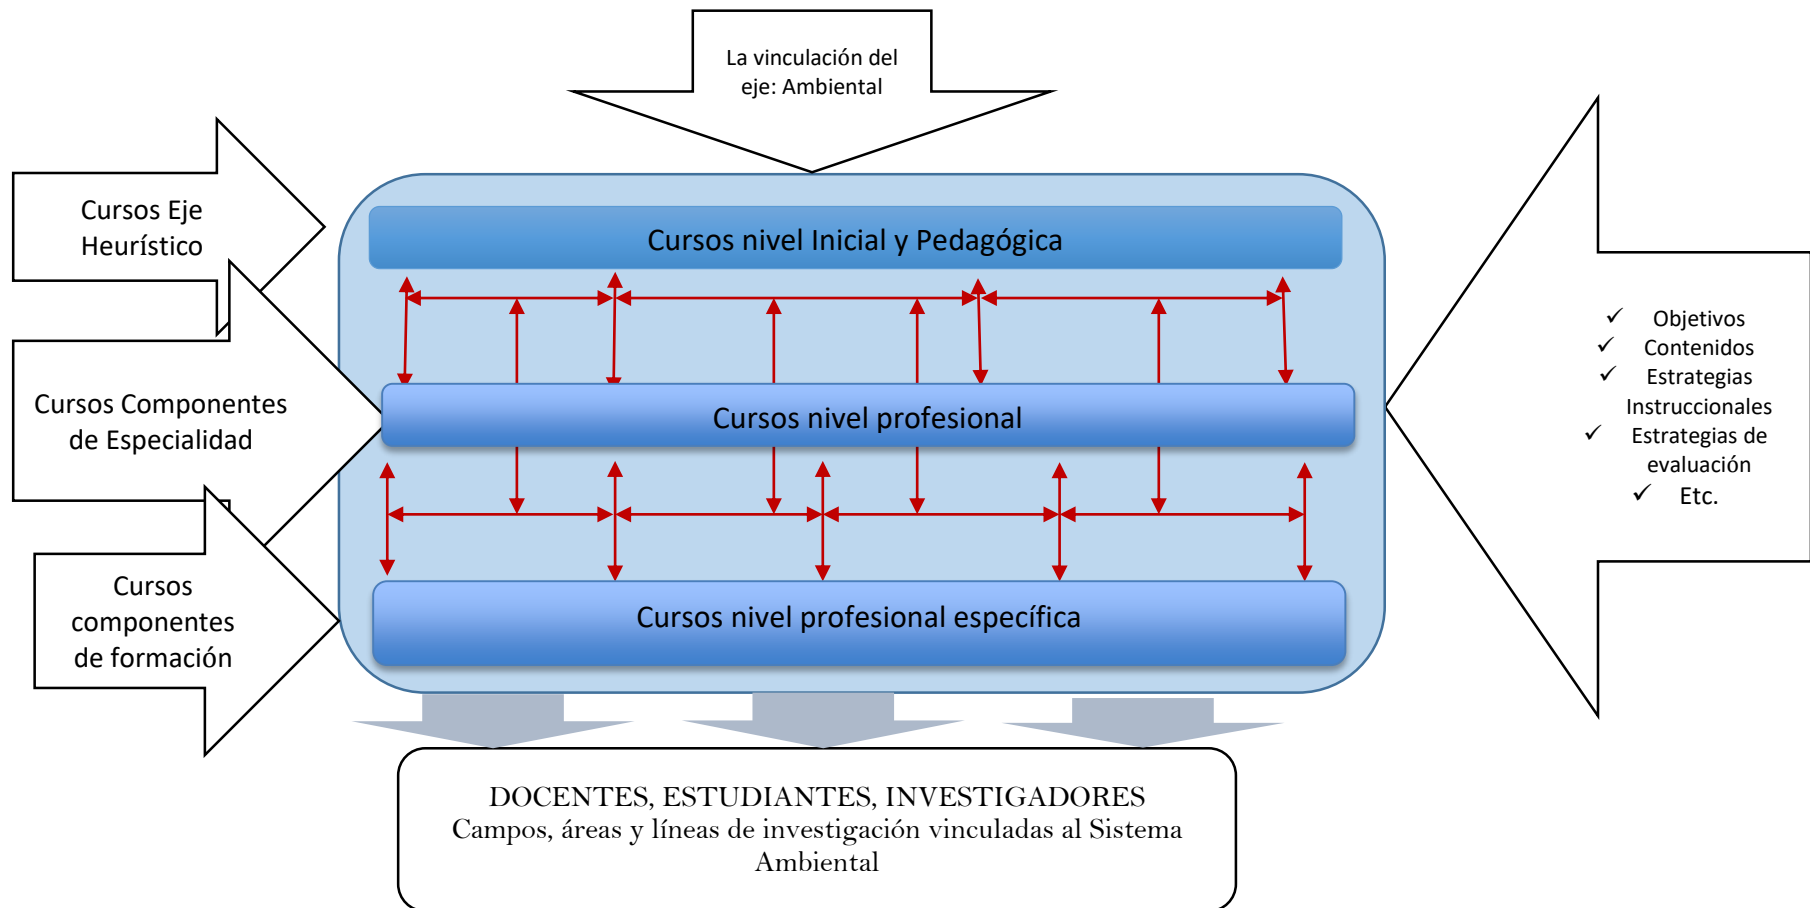 La vinculación del
eje: Ambiental
Cursos Eje
Heurístico
Cursos Componentes
de Especialidad
Cursos
componentes
de formación
Cursos nivel Inicial y Pedagógica
Cursos nivel profesional
Cursos nivel profesional específica
✓ Objetivos
✓ Contenidos
✓ Estrategias
Instruccionales
✓ Estrategias de
evaluación
✓ Etc.
DOCENTES, ESTUDIANTES, INVESTIGADORES
Campos, áreas y líneas de investigación vinculadas al Sistema
Ambiental